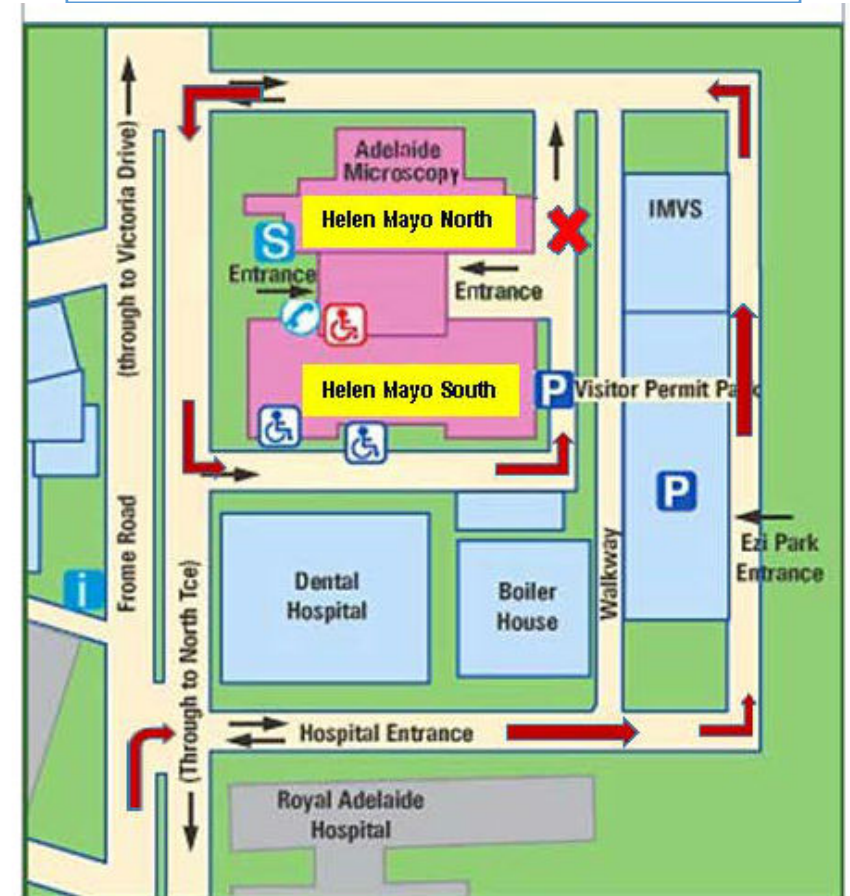 Adelaide
Microscopy
Helen Mayo North
S
Entrance
Entrance
IMVS
(through to Victoria Drive)
Helen Mayo South
P
Visitor Permit Park
P
Ezi Park
Entrance
Frome Road
i
Dental
Hospital
Boiler
House
Walkway
(Through to North Tce)
Hospital Entrance
Royal Adelaide
Hospital